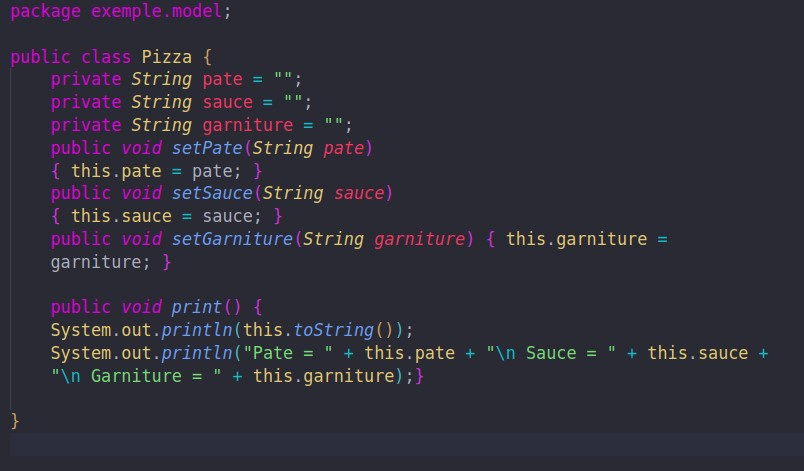 package exemple.model;
public class Pizza {
private String pate = "";
private String sauce = "";
private String garniture = "";
public void setPate(String pate)
{ this.pate = pate; }
public void setSauce(String sauce)
{ this.sauce = sauce; }
public void setGarniture(String garniture) { this.garniture =
garniture; }
public void print() {
System.out.println(this.toString());
System.out.println("Pate = " + this.pate + "\n Sauce = " + this.sauce +
"\n Garniture = " + this.garniture);}
}